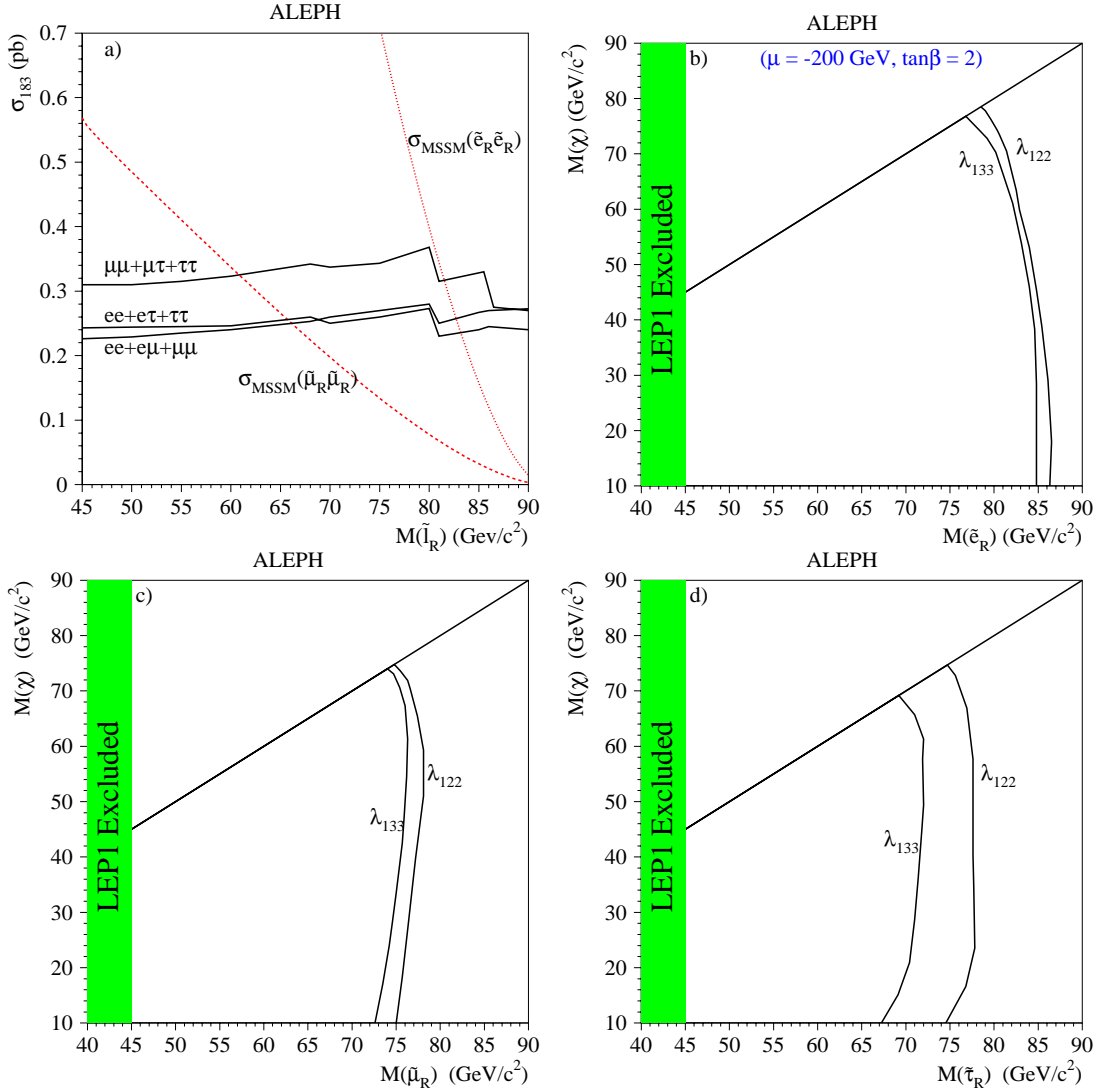 ALEPH
a)
σ183 (pb)
0.7
0.6
0.5
0.4
0.3
0.2
0.1
0
σMSSM(ẽRẽR)
μμ+μτ+ττ
ee+eτ+ττ
ee+eμ+μμ
σMSSM(μ̃Rμ̃R)
45 50 55 60 65 70 75 80 85 90
M(l̃R) (Gev/c²)
ALEPH
b)
(μ = -200 GeV, tanβ = 2)
M(χ) (GeV/c²)
90
80
70
60
50
40
30
20
10
LEP1 Excluded
λ133
λ122
40 45 50 55 60 65 70 75 80 85 90
M(ẽR) (GeV/c²)
ALEPH
c)
M(χ) (GeV/c²)
90
80
70
60
50
40
30
20
10
LEP1 Excluded
λ122
λ133
40 45 50 55 60 65 70 75 80 85 90
M(μ̃R) (GeV/c²)
ALEPH
d)
M(χ) (GeV/c²)
90
80
70
60
50
40
30
20
10
LEP1 Excluded
λ122
λ133
40 45 50 55 60 65 70 75 80 85 90
M(τ̃R) (GeV/c²)